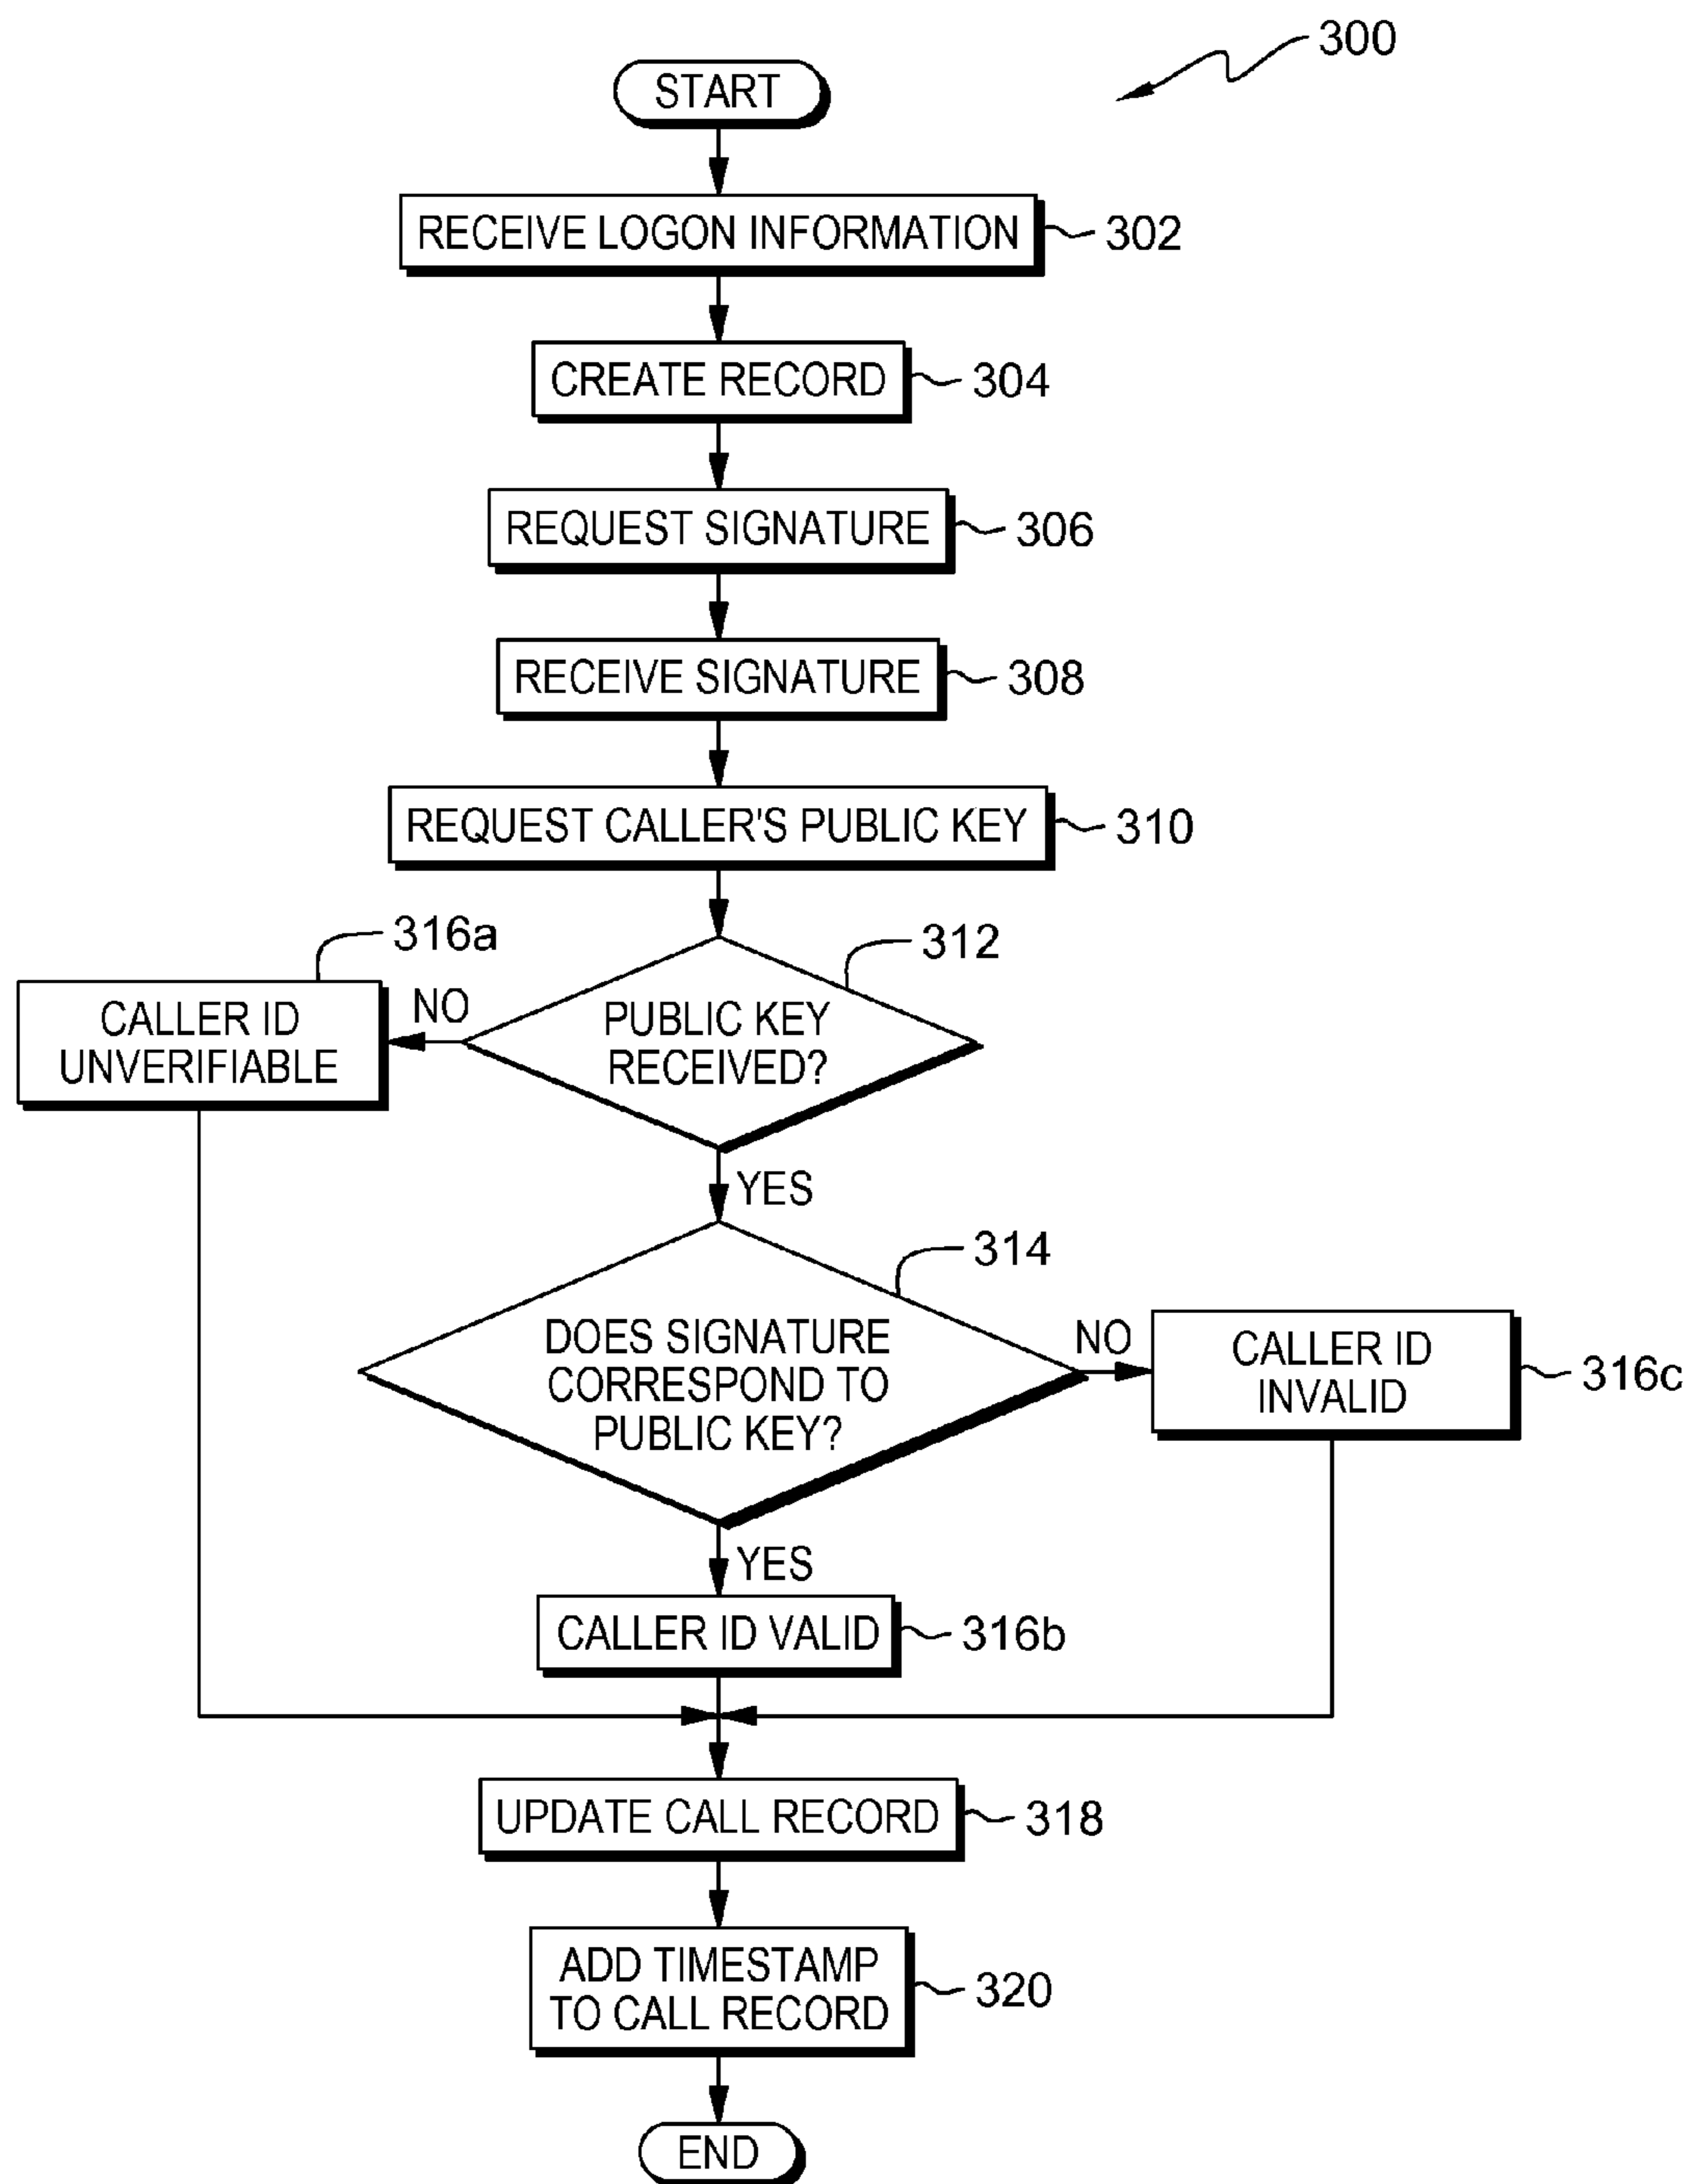 300
START
RECEIVE LOGON INFORMATION
302
CREATE RECORD
304
REQUEST SIGNATURE
306
RECEIVE SIGNATURE
308
REQUEST CALLER'S PUBLIC KEY
310
316a
312
CALLER ID
UNVERIFIABLE
NO
PUBLIC KEY
RECEIVED?
YES
314
DOES SIGNATURE
CORRESPOND TO
PUBLIC KEY?
NO
CALLER ID
INVALID
316c
YES
CALLER ID VALID
316b
UPDATE CALL RECORD
318
ADD TIMESTAMP
TO CALL RECORD
320
END